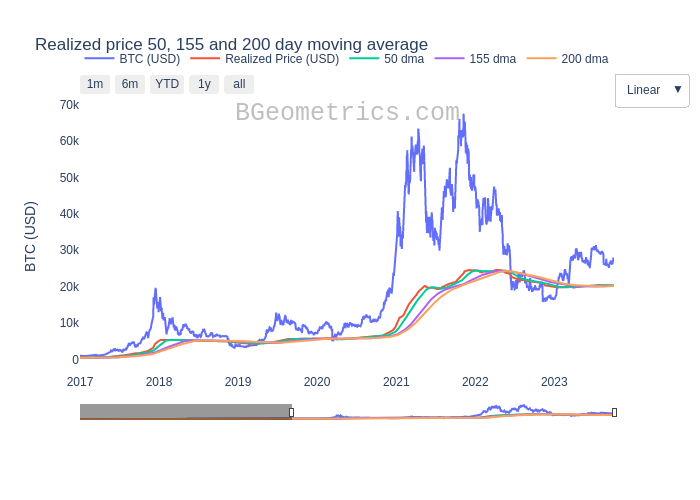 Realized price 50, 155 and 200 day moving average
BTC (USD) Realized Price (USD) 50 dma 155 dma 200 dma
1m 6m YTD 1y all
Linear ▼
BGeometrics.com
70k
60k
50k
40k
30k
20k
10k
0
BTC (USD)
2017 2018 2019 2020 2021 2022 2023